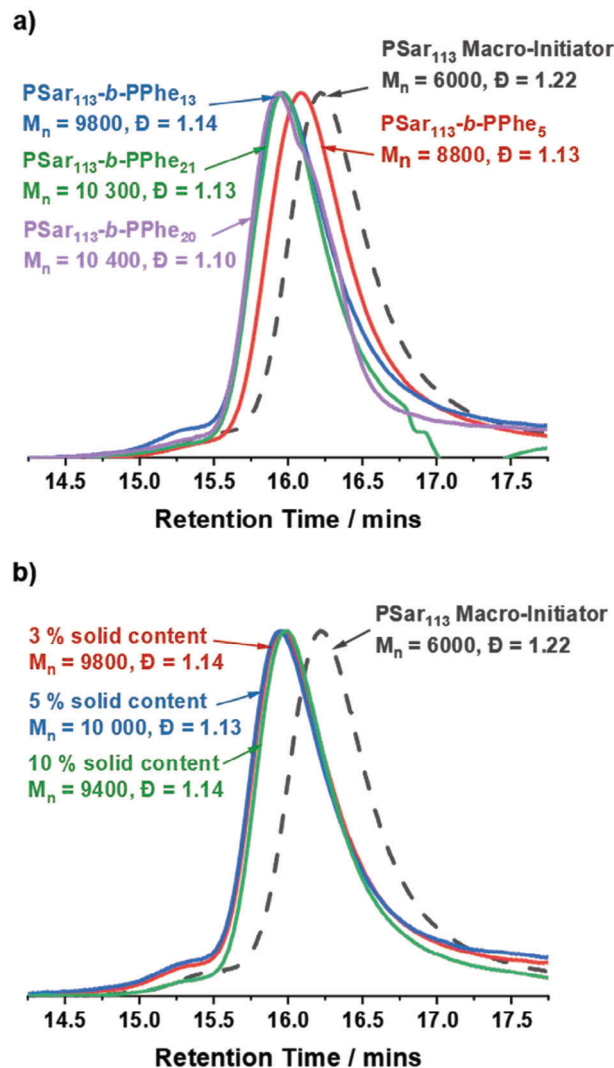 a)
PSar₁₁₃ Macro-Initiator
Mₙ = 6000, Đ = 1.22
PSar₁₁₃-b-PPhe₁₃
Mₙ = 9800, Đ = 1.14
PSar₁₁₃-b-PPhe₅
Mₙ = 8800, Đ = 1.13
PSar₁₁₃-b-PPhe₂₁
Mₙ = 10 300, Đ = 1.13
PSar₁₁₃-b-PPhe₂₀
Mₙ = 10 400, Đ = 1.10
14.5 15.0 15.5 16.0 16.5 17.0 17.5
Retention Time / mins
b)
PSar₁₁₃ Macro-Initiator
Mₙ = 6000, Đ = 1.22
3 % solid content
Mₙ = 9800, Đ = 1.14
5 % solid content
Mₙ = 10 000, Đ = 1.13
10 % solid content
Mₙ = 9400, Đ = 1.14
14.5 15.0 15.5 16.0 16.5 17.0 17.5
Retention Time / mins